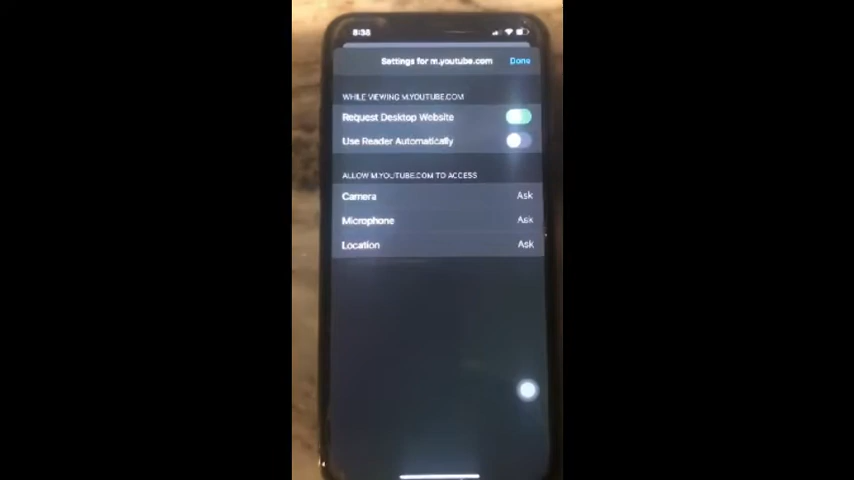 8:38
Settings for m.youtube.com Done
WHILE VIEWING M.YOUTUBE.COM
Request Desktop Website
Use Reader Automatically
ALLOW M.YOUTUBE.COM TO ACCESS
Camera Ask
Microphone Ask
Location Ask